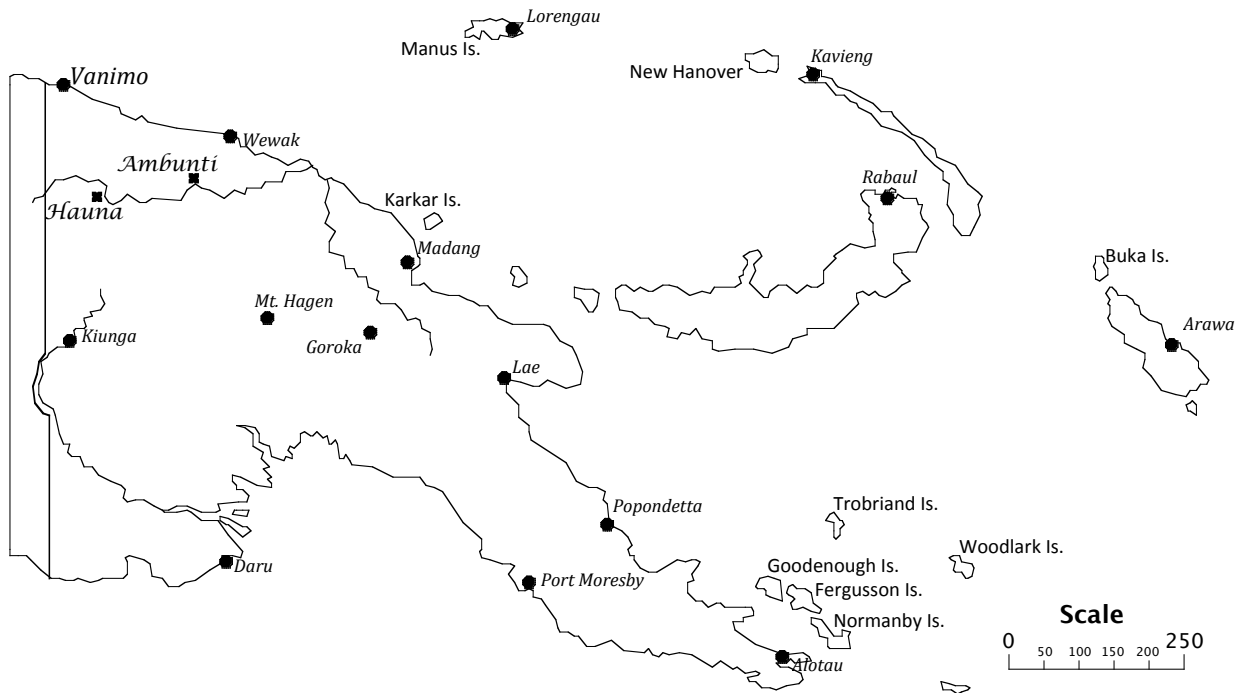 Lorengau
Manus Is.
New Hanover
Kavieng
Vanimo
Wewak
Ambunti
Rabaul
Hauna
Karkar Is.
Madang
Buka Is.
Mt. Hagen
Kiunga
Goroka
Arawa
Lae
Trobriand Is.
Popondetta
Woodlark Is.
Goodenough Is.
Daru
Port Moresby
Fergusson Is.
Normanby Is.
Scale
0 250
50 100 150 200
Alotau